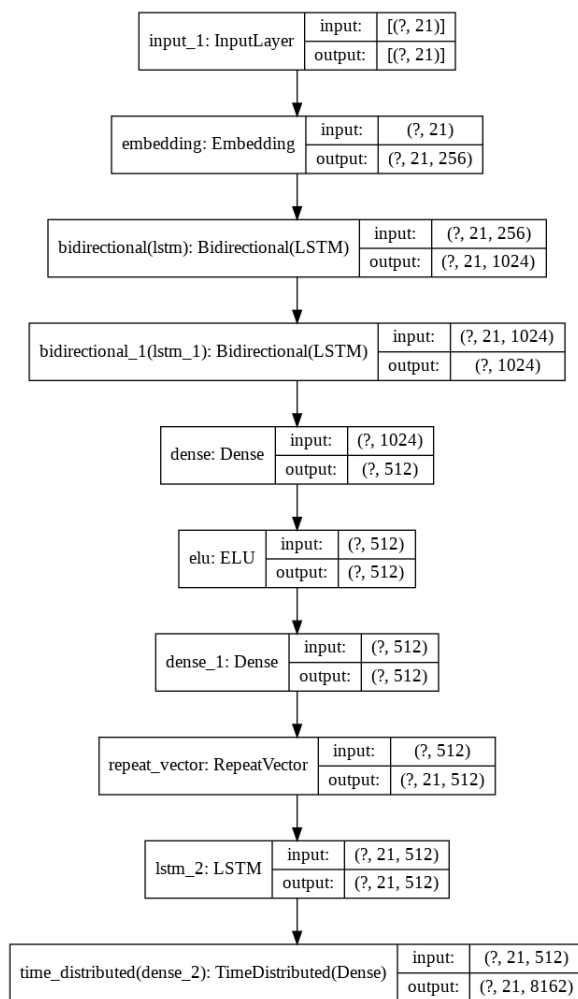 input_1: InputLayer
input: [(?, 21)]
output: [(?, 21)]
embedding: Embedding
input: (?, 21)
output: (?, 21, 256)
bidirectional(lstm): Bidirectional(LSTM)
input: (?, 21, 256)
output: (?, 21, 1024)
bidirectional_1(lstm_1): Bidirectional(LSTM)
input: (?, 21, 1024)
output: (?, 1024)
dense: Dense
input: (?, 1024)
output: (?, 512)
elu: ELU
input: (?, 512)
output: (?, 512)
dense_1: Dense
input: (?, 512)
output: (?, 512)
repeat_vector: RepeatVector
input: (?, 512)
output: (?, 21, 512)
lstm_2: LSTM
input: (?, 21, 512)
output: (?, 21, 512)
time_distributed(dense_2): TimeDistributed(Dense)
input: (?, 21, 512)
output: (?, 21, 8162)